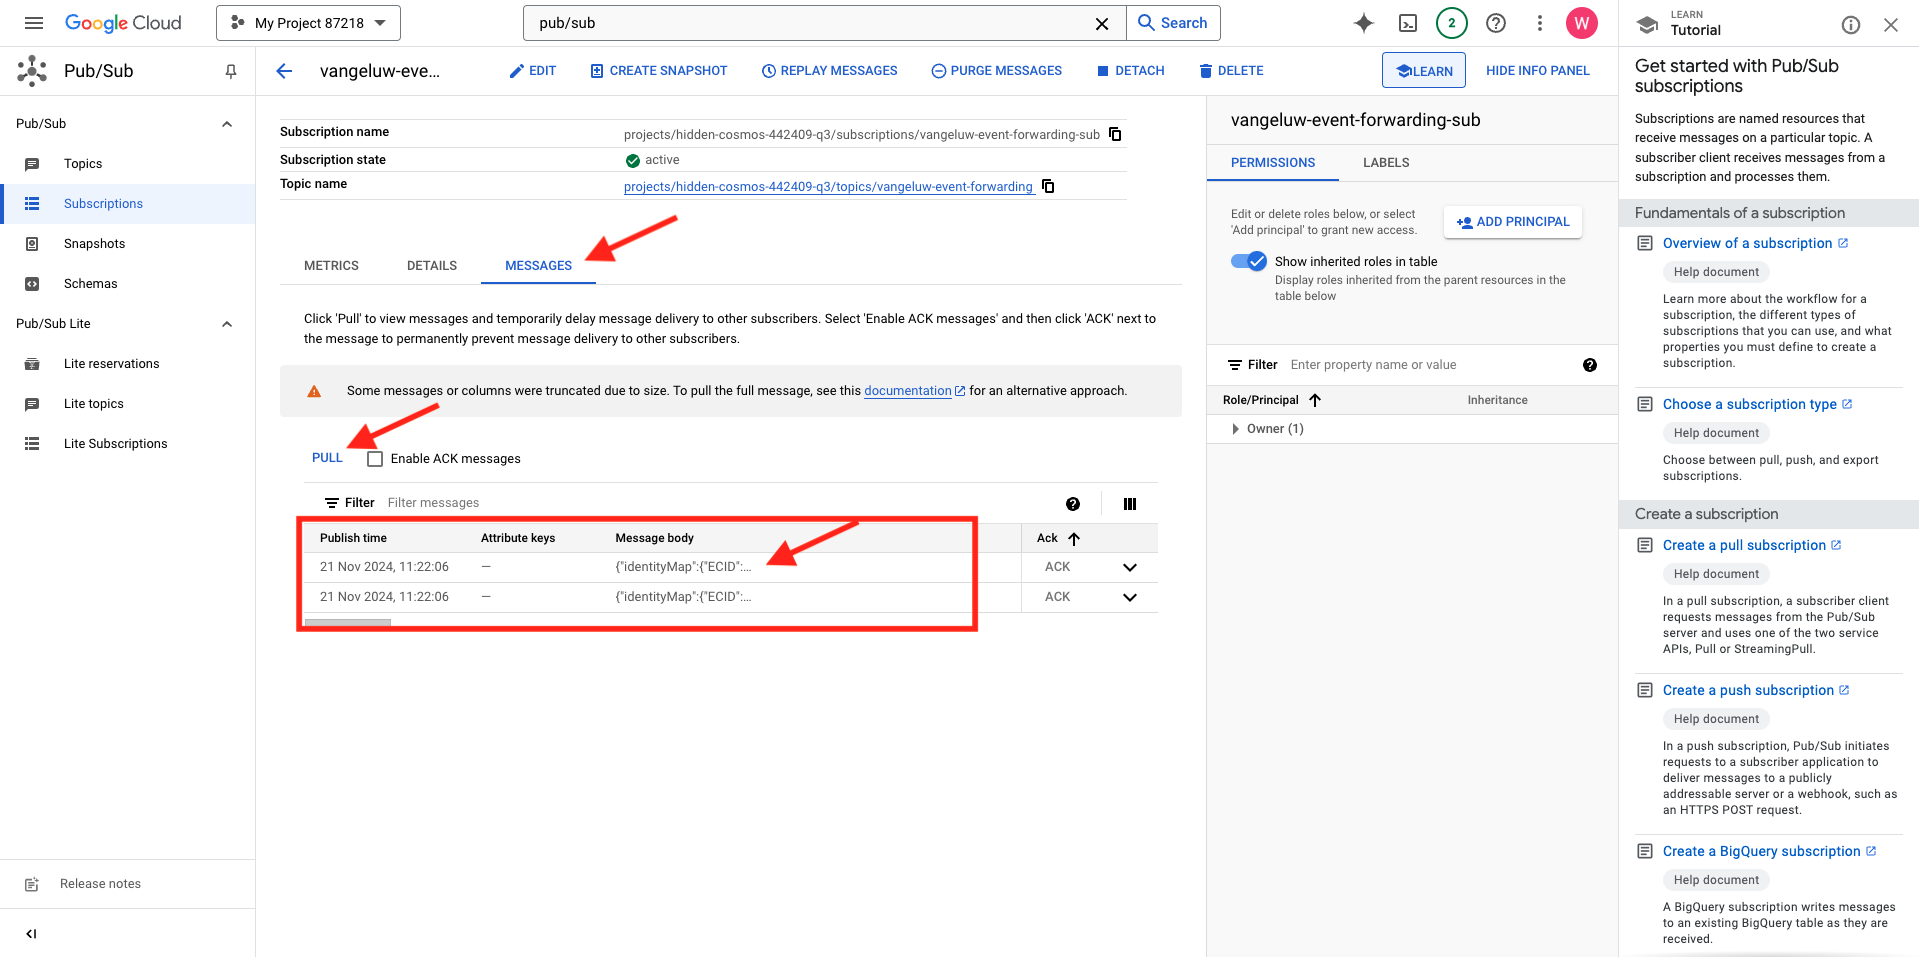 Google Cloud
My Project 87218
pub/sub
Search
2
W
LEARN
Tutorial
Pub/Sub
vangeluw-eve...
EDIT
CREATE SNAPSHOT
REPLAY MESSAGES
PURGE MESSAGES
DETACH
DELETE
LEARN
HIDE INFO PANEL
Pub/Sub
Topics
Subscriptions
Snapshots
Schemas
Pub/Sub Lite
Lite reservations
Lite topics
Lite Subscriptions
Release notes
Subscription name
projects/hidden-cosmos-442409-q3/subscriptions/vangeluw-event-forwarding-sub
Subscription state
active
Topic name
projects/hidden-cosmos-442409-q3/topics/vangeluw-event-forwarding
METRICS
DETAILS
MESSAGES
Click 'Pull' to view messages and temporarily delay message delivery to other subscribers. Select 'Enable ACK messages' and then click 'ACK' next to
the message to permanently prevent message delivery to other subscribers.
Some messages or columns were truncated due to size. To pull the full message, see this documentation for an alternative approach.
PULL
Enable ACK messages
Filter Filter messages
Publish time Attribute keys Message body Ack
21 Nov 2024, 11:22:06 — {"identityMap":{"ECID":... ACK
21 Nov 2024, 11:22:06 — {"identityMap":{"ECID":... ACK
vangeluw-event-forwarding-sub
PERMISSIONS
LABELS
Edit or delete roles below, or select
'Add principal' to grant new access.
ADD PRINCIPAL
Show inherited roles in table
Display roles inherited from the parent resources in the
table below
Filter Enter property name or value
Role/Principal Inheritance
Owner (1)
Get started with Pub/Sub
subscriptions
Subscriptions are named resources that
receive messages on a particular topic. A
subscriber client receives messages from a
subscription and processes them.
Fundamentals of a subscription
Overview of a subscription
Help document
Learn more about the workflow for a
subscription, the different types of
subscriptions that you can use, and what
properties you must define to create a
subscription.
Choose a subscription type
Help document
Choose between pull, push, and export
subscriptions.
Create a subscription
Create a pull subscription
Help document
In a pull subscription, a subscriber client
requests messages from the Pub/Sub
server and uses one of the two service
APIs, Pull or StreamingPull.
Create a push subscription
Help document
In a push subscription, Pub/Sub initiates
requests to a subscriber application to
deliver messages to a publicly
addressable server or a webhook, such as
an HTTPS POST request.
Create a BigQuery subscription
Help document
A BigQuery subscription writes messages
to an existing BigQuery table as they are
received.